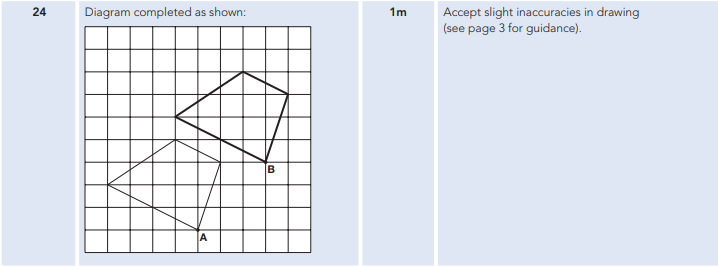 24
Diagram completed as shown:
1m
Accept slight inaccuracies in drawing
(see page 3 for guidance).
B
A